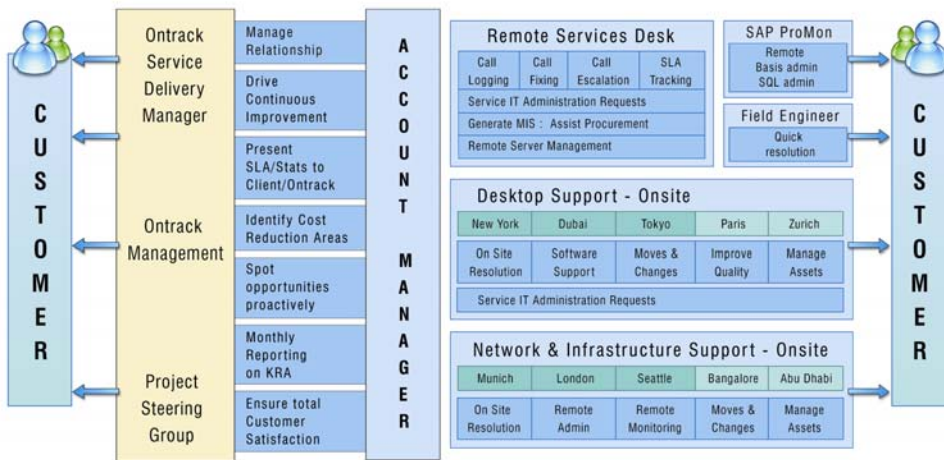 CUSTOMER
Ontrack
Service
Delivery
Manager
Ontrack
Management
Project
Steering
Group
Manage
Relationship
Drive
Continuous
Improvement
Present
SLA/Stats to
Client/Ontrack
Identify Cost
Reduction Areas
Spot
opportunities
proactively
Monthly
Reporting
on KRA
Ensure total
Customer
Satisfaction
ACCOUNT MANAGER
Remote Services Desk
Call Logging
Call Fixing
Call Escalation
SLA Tracking
Service IT Administration Requests
Generate MIS : Assist Procurement
Remote Server Management
SAP ProMon
Remote
Basis admin
SQL admin
Field Engineer
Quick
resolution
Desktop Support - Onsite
New York Dubai Tokyo Paris Zurich
On Site Resolution
Software Support
Moves & Changes
Improve Quality
Manage Assets
Service IT Administration Requests
Network & Infrastructure Support - Onsite
Munich London Seattle Bangalore Abu Dhabi
On Site Resolution
Remote Admin
Remote Monitoring
Moves & Changes
Manage Assets
CUSTOMER